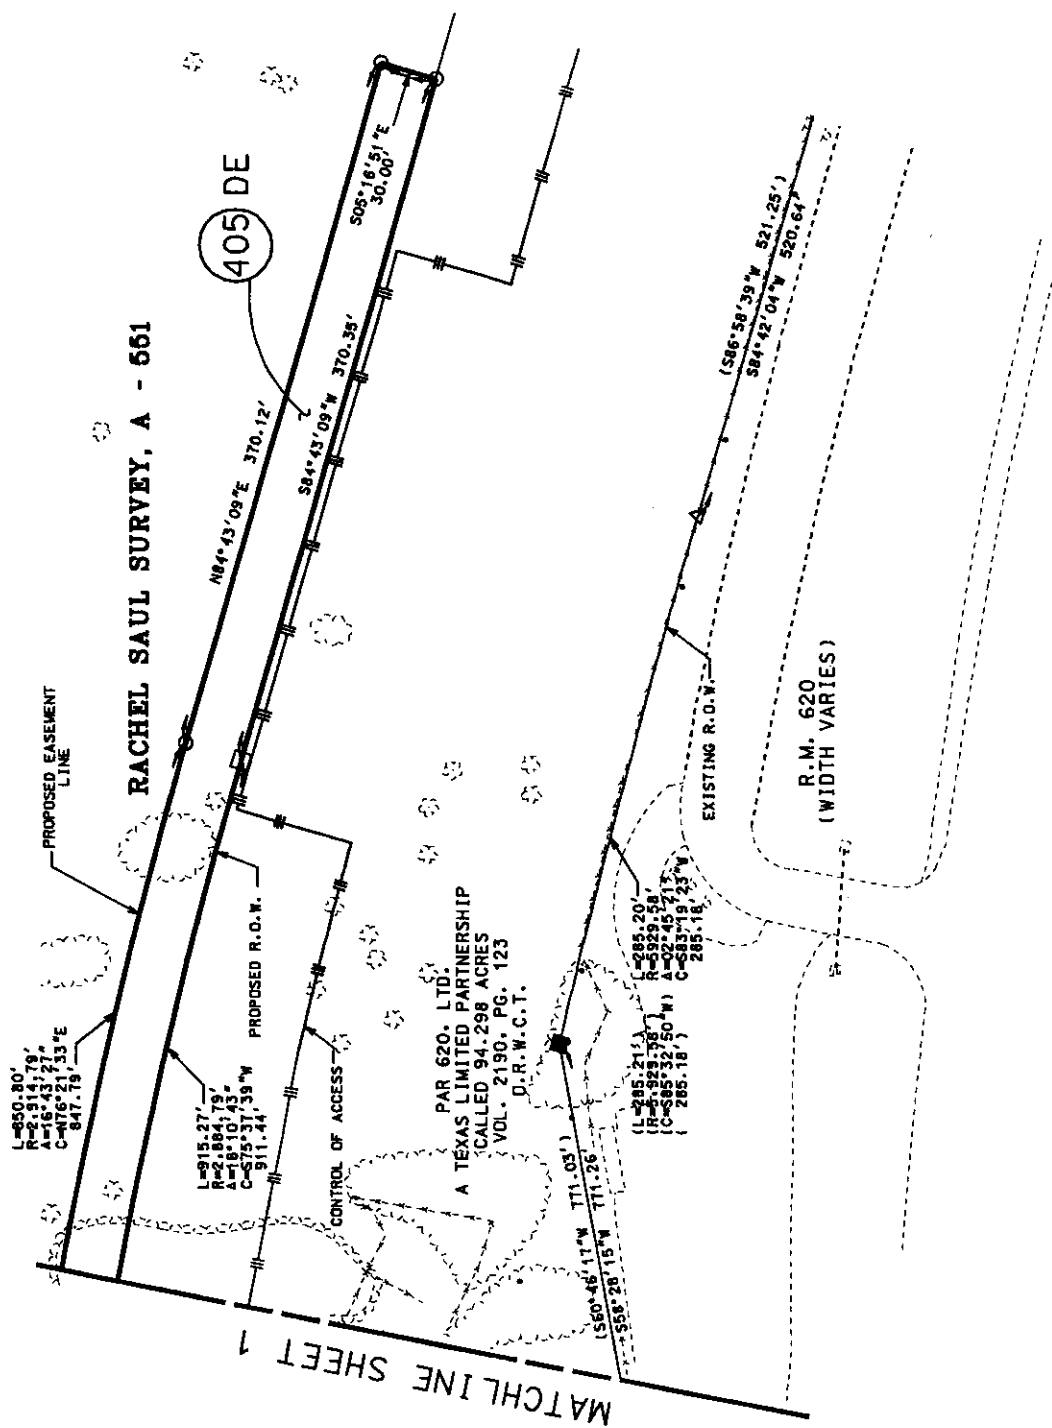 RACHEL SAUL SURVEY, A - 551
405 DE
PROPOSED EASEMENT
LINE
N84°43'09"E 370.12'
S05°16'51"E
30.00'
S84°43'09"W 370.35'
L=850.80'
R=2,914.79'
Δ=16°43'27"
C=N76°21'33"E
847.79'
L=915.27'
R=2,884.79'
Δ=18°10'43"
C=S75°37'39"W
911.44'
PROPOSED R.O.W.
CONTROL OF ACCESS
PAR 620, LTD.
A TEXAS LIMITED PARTNERSHIP
CALLED 94.298 ACRES
VOL. 2190, PG. 123
D.R.W.C.T.
(S86°58'39"W 521.25')
S84°42'04"W 520.64'
EXISTING R.O.W.
R.M. 620
(WIDTH VARIES)
L=285.20'
R=5929.58'
Δ=02°45'21"
C=S83°19'23"W
285.18'
(L=285.21')
(R=5,929.58')
(C=S85°32'50"W)
( 285.18')
(S60°46'17"W 771.03')
S58°28'15"W 771.26'
MATCHLINE SHEET 1